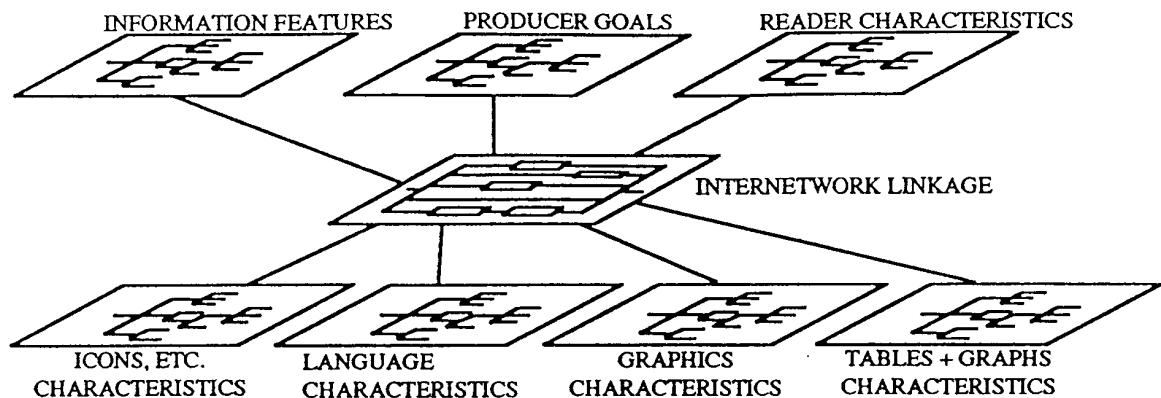 INFORMATION FEATURES
PRODUCER GOALS
READER CHARACTERISTICS
INTERNETWORK LINKAGE
ICONS, ETC.
CHARACTERISTICS
LANGUAGE
CHARACTERISTICS
GRAPHICS
CHARACTERISTICS
TABLES + GRAPHS
CHARACTERISTICS